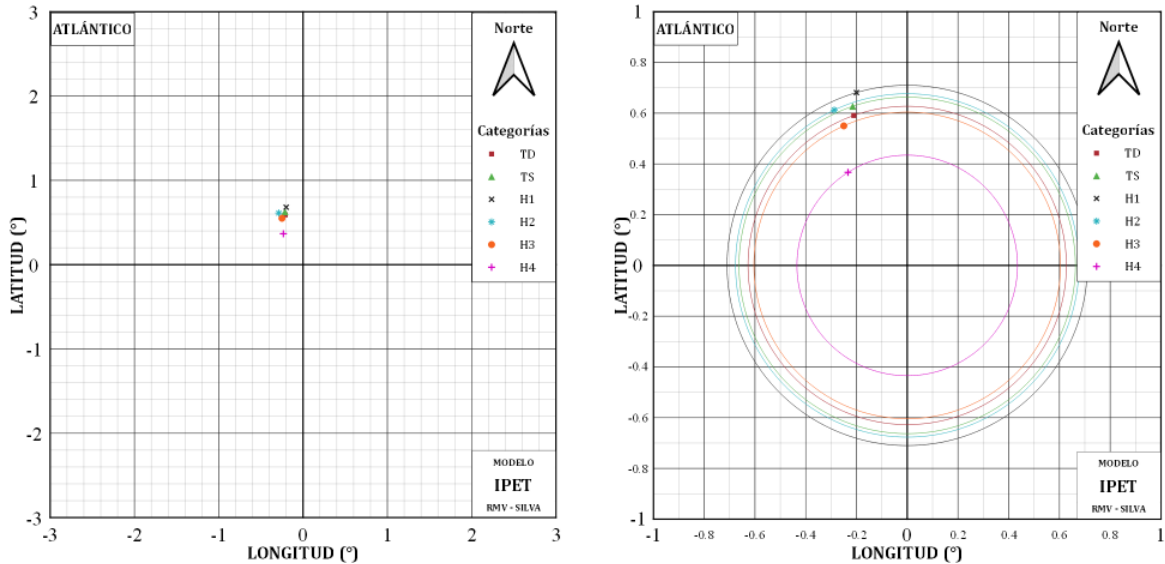 ATLÁNTICO
Norte
Categorías
TD
TS
H1
H2
H3
H4
MODELO
IPET
RMV - SILVA
LATITUD (°)
3
2
1
0
-1
-2
-3
-3
-2
-1
0
1
2
3
LONGITUD (°)
ATLÁNTICO
Norte
Categorías
TD
TS
H1
H2
H3
H4
MODELO
IPET
RMV - SILVA
LATITUD (°)
1
0.8
0.6
0.4
0.2
0
-0.2
-0.4
-0.6
-0.8
-1
-1
-0.8
-0.6
-0.4
-0.2
0
0.2
0.4
0.6
0.8
1
LONGITUD (°)